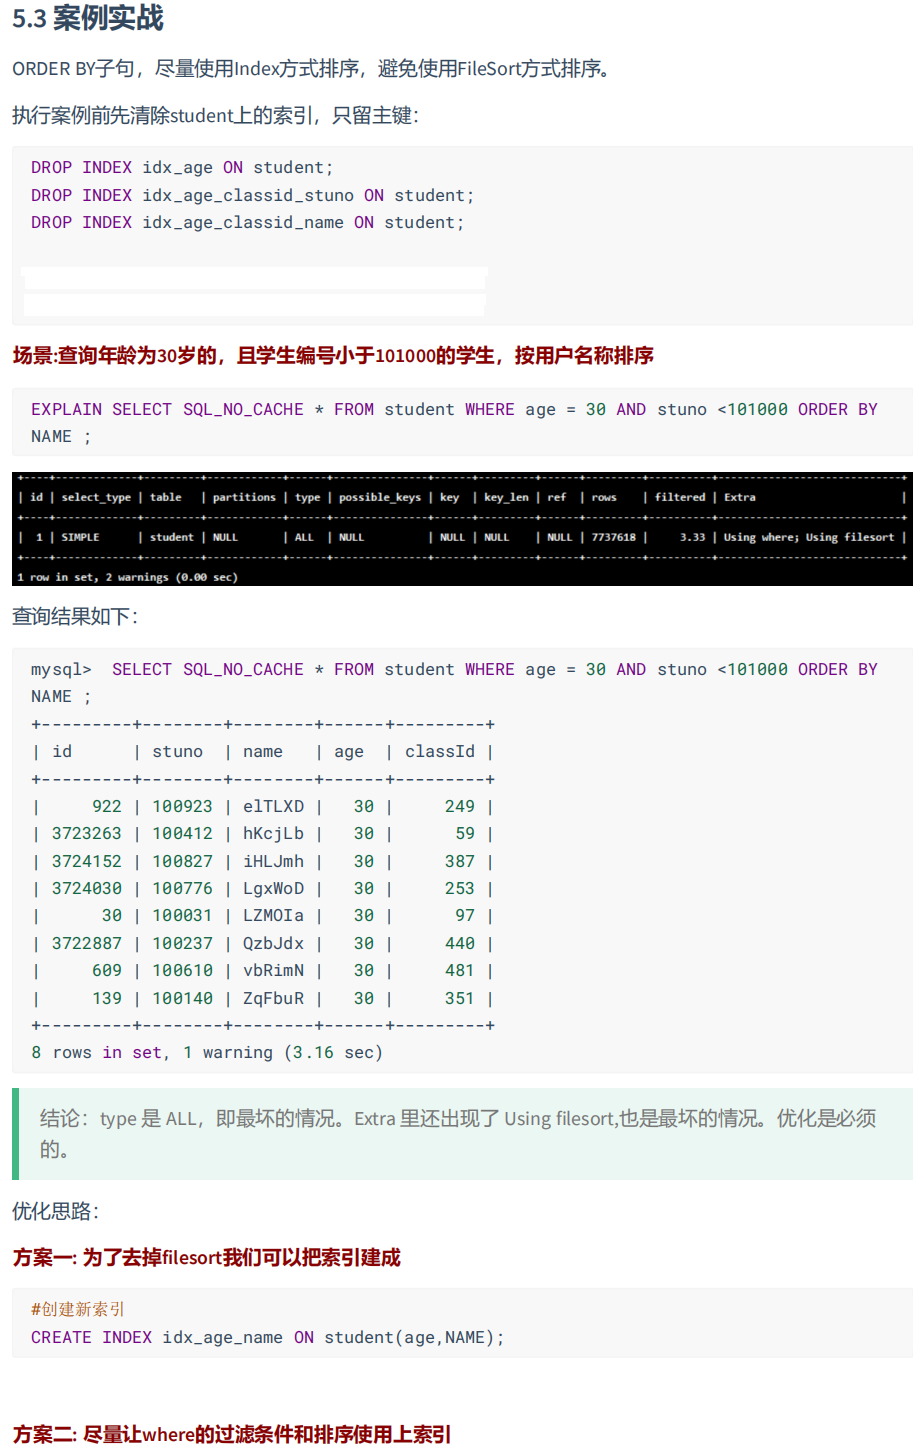 5.3 案例实战
ORDER BY子句，尽量使用Index方式排序，避免使用FileSort方式排序。
执行案例前先清除student上的索引，只留主键：
DROP INDEX idx_age ON student;
DROP INDEX idx_age_classid_stuno ON student;
DROP INDEX idx_age_classid_name ON student;
场景:查询年龄为30岁的，且学生编号小于101000的学生，按用户名称排序
EXPLAIN SELECT SQL_NO_CACHE * FROM student WHERE age = 30 AND stuno <101000 ORDER BY
NAME ;
+----+-------------+---------+------------+------+---------------+------+---------+------+---------+----------+-----------------------------+
| id | select_type | table   | partitions | type | possible_keys | key  | key_len | ref  | rows    | filtered | Extra                       |
+----+-------------+---------+------------+------+---------------+------+---------+------+---------+----------+-----------------------------+
|  1 | SIMPLE      | student | NULL       | ALL  | NULL          | NULL | NULL    | NULL | 7737618 |     3.33 | Using where; Using filesort |
+----+-------------+---------+------------+------+---------------+------+---------+------+---------+----------+-----------------------------+
1 row in set, 2 warnings (0.00 sec)
查询结果如下：
mysql>  SELECT SQL_NO_CACHE * FROM student WHERE age = 30 AND stuno <101000 ORDER BY
NAME ;
+---------+--------+--------+------+---------+
| id      | stuno  | name   | age  | classId |
+---------+--------+--------+------+---------+
|     922 | 100923 | elTLXD |   30 |     249 |
| 3723263 | 100412 | hKcjLb |   30 |      59 |
| 3724152 | 100827 | iHLJmh |   30 |     387 |
| 3724030 | 100776 | LgxWoD |   30 |     253 |
|      30 | 100031 | LZMOIa |   30 |      97 |
| 3722887 | 100237 | QzbJdx |   30 |     440 |
|     609 | 100610 | vbRimN |   30 |     481 |
|     139 | 100140 | ZqFbuR |   30 |     351 |
+---------+--------+--------+------+---------+
8 rows in set, 1 warning (3.16 sec)
结论：type 是 ALL，即最坏的情况。Extra 里还出现了 Using filesort,也是最坏的情况。优化是必须
的。
优化思路：
方案一: 为了去掉filesort我们可以把索引建成
#创建新索引
CREATE INDEX idx_age_name ON student(age,NAME);
方案二: 尽量让where的过滤条件和排序使用上索引